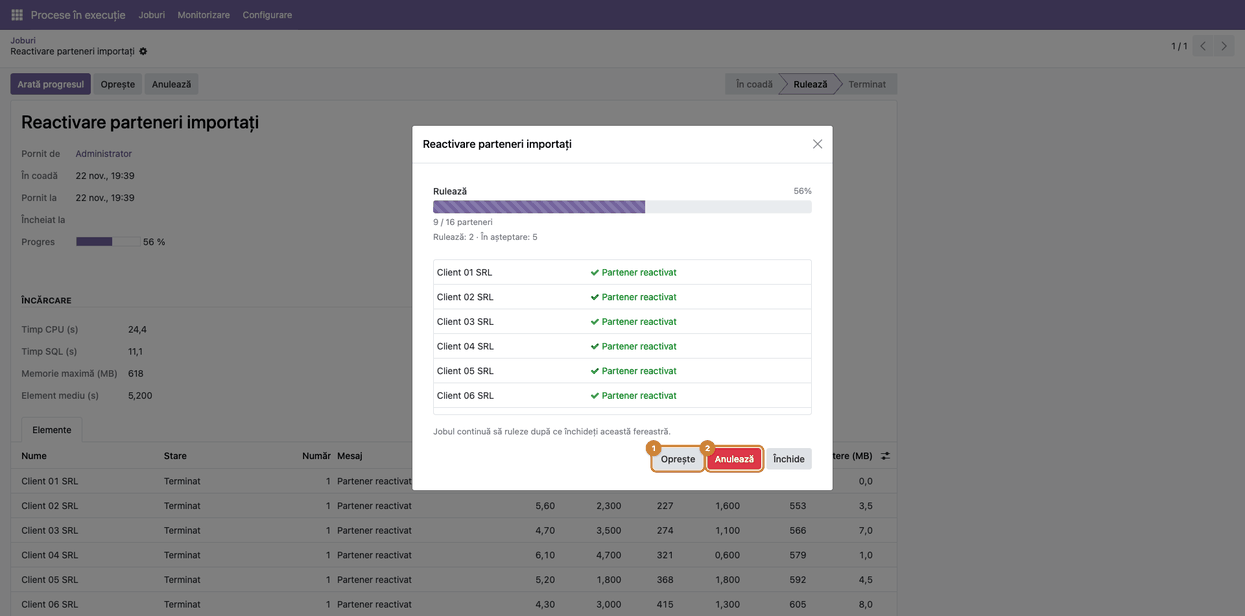 Procese în execuție Joburi Monitorizare Configurare
Joburi
Reactivare parteneri importați
1 / 1
Arată progresul Oprește Anulează
În coadă Rulează Terminat
Reactivare parteneri importați
Pornit de Administrator
În coadă 22 nov., 19:39
Pornit la 22 nov., 19:39
Încheiat la
Progres 56 %
ÎNCĂRCARE
Timp CPU (s) 24,4
Timp SQL (s) 11,1
Memorie maximă (MB) 618
Element mediu (s) 5,200
Elemente
Reactivare parteneri importați
Rulează 56%
9 / 16 parteneri
Rulează: 2 · În așteptare: 5
Client 01 SRL Partener reactivat
Client 02 SRL Partener reactivat
Client 03 SRL Partener reactivat
Client 04 SRL Partener reactivat
Client 05 SRL Partener reactivat
Client 06 SRL Partener reactivat
Jobul continuă să ruleze după ce închideți această fereastră.
1 2
Oprește Anulează Închide
Nume Stare Număr Mesaj tere (MB)
Client 01 SRL Terminat 1 Partener reactivat 0,0
Client 02 SRL Terminat 1 Partener reactivat 5,60 2,300 227 1,600 553 3,5
Client 03 SRL Terminat 1 Partener reactivat 4,70 3,500 274 1,100 566 7,0
Client 04 SRL Terminat 1 Partener reactivat 6,10 4,700 321 0,600 579 1,0
Client 05 SRL Terminat 1 Partener reactivat 5,20 1,800 368 1,800 592 4,5
Client 06 SRL Terminat 1 Partener reactivat 4,30 3,000 415 1,300 605 8,0